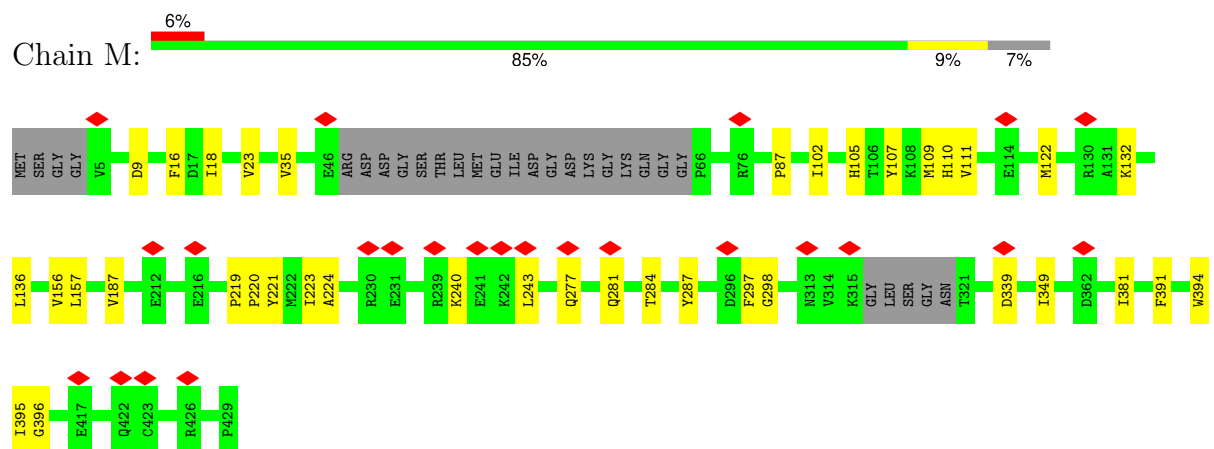 6%
Chain M:
85% 9% 7%
MET SER GLY GLY V5 D9 F16 D17 I18 V23 V35 E46 ARG ASP ASP GLY SER THR LEU MET GLU ILE ASP GLY ASP LYS GLY LYS GLN GLY GLY P66 R76 P87 I102 H105 T106 Y107 K108 M109 H110 V111 E114 M122 R130 A131 K132
L136 V156 L157 V187 E212 E216 P219 P220 Y221 M222 I223 A224 R230 E231 R239 K240 E241 K242 L243 Q277 Q281 T284 Y287 D296 F297 G298 N313 V314 K315 GLY LEU SER GLY ASN T321 D339 I349 D362 I381 F391 W394
I395 G396 E417 Q422 C423 R426 P429